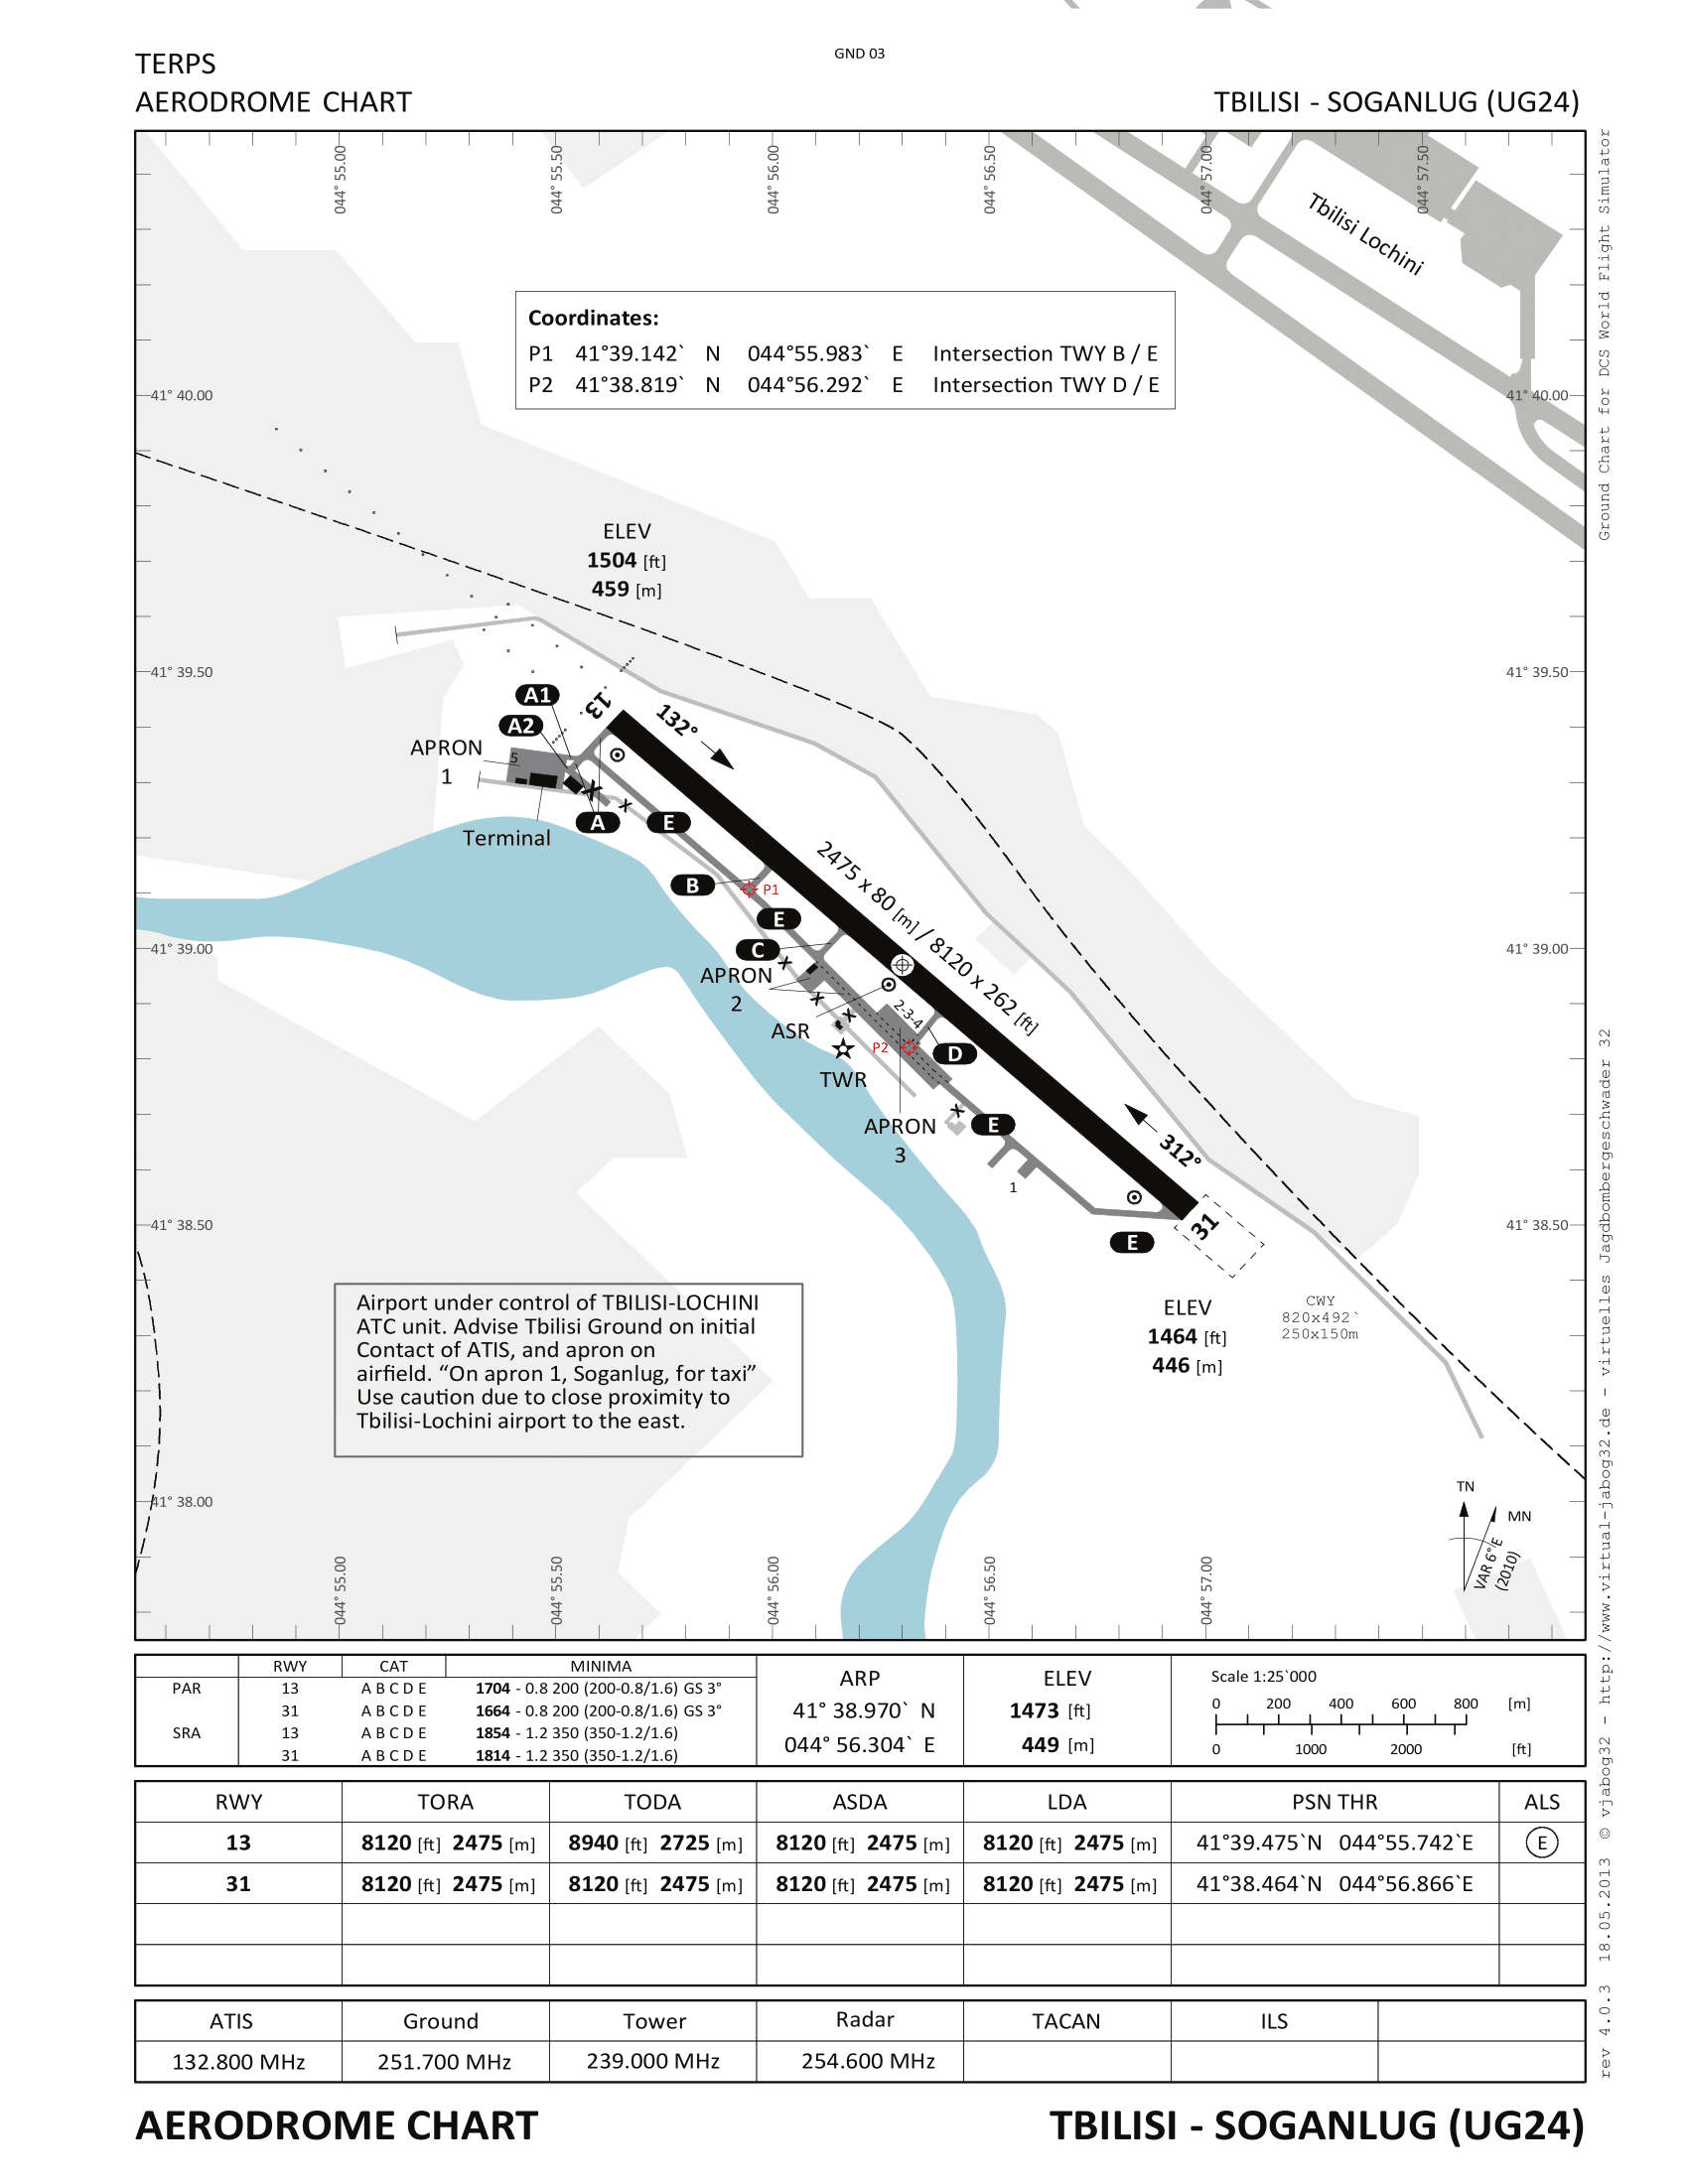 GND 03
TERPS
AERODROME CHART
TBILISI - SOGANLUG (UG24)
044° 55.00
044° 55.50
044° 56.00
044° 56.50
044° 57.00
044° 57.50
Tbilisi Lochini
Coordinates:
P1 41°39.142` N 044°55.983` E Intersection TWY B / E
P2 41°38.819` N 044°56.292` E Intersection TWY D / E
41° 40.00
41° 40.00
ELEV
1504 [ft]
459 [m]
41° 39.50
41° 39.50
A1
A2
13
132°
APRON
1
5
Terminal
A
E
2475 x 80 [m] / 8120 x 262 [ft]
B
P1
E
C
41° 39.00
41° 39.00
APRON
2
2-3-4
ASR
P2
D
TWR
APRON
3
E
312°
1
31
41° 38.50
41° 38.50
E
Airport under control of TBILISI-LOCHINI
ATC unit. Advise Tbilisi Ground on initial
Contact of ATIS, and apron on
airfield. “On apron 1, Soganlug, for taxi”
Use caution due to close proximity to
Tbilisi-Lochini airport to the east.
ELEV
1464 [ft]
446 [m]
CWY
820x492`
250x150m
41° 38.00
TN
MN
VAR 6° E
(2010)
044° 55.00
044° 55.50
044° 56.00
044° 56.50
044° 57.00
RWY CAT MINIMA
PAR 13 A B C D E 1704 - 0.8 200 (200-0.8/1.6) GS 3°
31 A B C D E 1664 - 0.8 200 (200-0.8/1.6) GS 3°
SRA 13 A B C D E 1854 - 1.2 350 (350-1.2/1.6)
31 A B C D E 1814 - 1.2 350 (350-1.2/1.6)
ARP
41° 38.970` N
044° 56.304` E
ELEV
1473 [ft]
449 [m]
Scale 1:25`000
0 200 400 600 800 [m]
0 1000 2000 [ft]
RWY TORA TODA ASDA LDA PSN THR ALS
13 8120 [ft] 2475 [m] 8940 [ft] 2725 [m] 8120 [ft] 2475 [m] 8120 [ft] 2475 [m] 41°39.475`N 044°55.742`E E
31 8120 [ft] 2475 [m] 8120 [ft] 2475 [m] 8120 [ft] 2475 [m] 8120 [ft] 2475 [m] 41°38.464`N 044°56.866`E
ATIS Ground Tower Radar TACAN ILS
132.800 MHz 251.700 MHz 239.000 MHz 254.600 MHz
AERODROME CHART
TBILISI - SOGANLUG (UG24)
rev 4.0.3 18.05.2013 © vjabog32 - http://www.virtual-jabog32.de - virtuelles Jagdbombergeschwader 32
Ground Chart for DCS World Flight Simulator